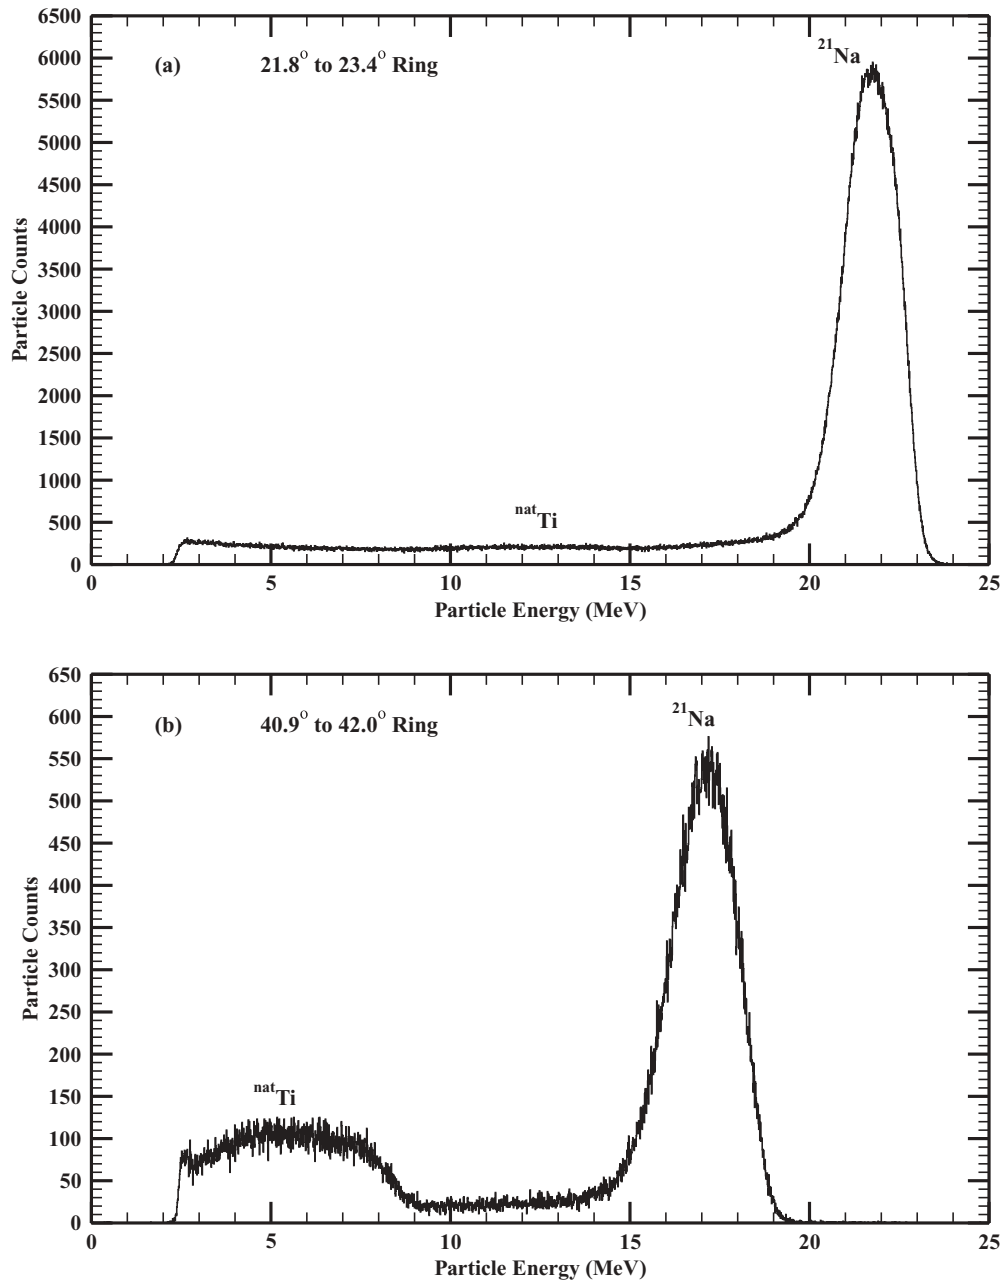 6500
6000
5500
5000
4500
4000
3500
3000
2500
2000
1500
1000
500
0
Particle Counts
(a)
21.8° to 23.4° Ring
²¹Na
ⁿᵃᵗTi
0 5 10 15 20 25
Particle Energy (MeV)
650
600
550
500
450
400
350
300
250
200
150
100
50
0
Particle Counts
(b)
40.9° to 42.0° Ring
²¹Na
ⁿᵃᵗTi
0 5 10 15 20 25
Particle Energy (MeV)